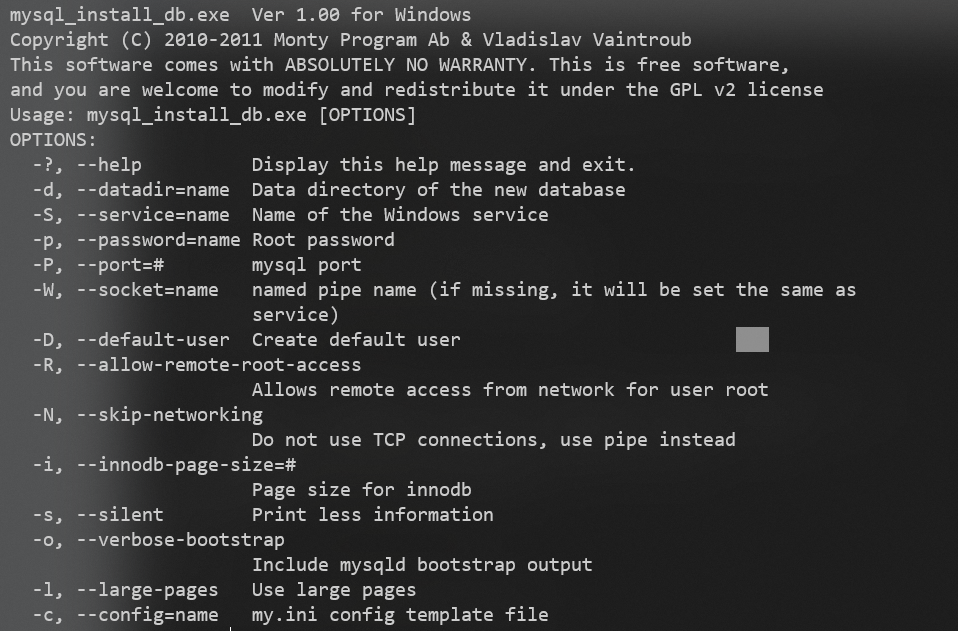 mysql_install_db.exe  Ver 1.00 for Windows
Copyright (C) 2010-2011 Monty Program Ab & Vladislav Vaintroub
This software comes with ABSOLUTELY NO WARRANTY. This is free software,
and you are welcome to modify and redistribute it under the GPL v2 license
Usage: mysql_install_db.exe [OPTIONS]
OPTIONS:
  -?, --help          Display this help message and exit.
  -d, --datadir=name  Data directory of the new database
  -S, --service=name  Name of the Windows service
  -p, --password=name Root password
  -P, --port=#        mysql port
  -W, --socket=name   named pipe name (if missing, it will be set the same as
                      service)
  -D, --default-user  Create default user
  -R, --allow-remote-root-access
                      Allows remote access from network for user root
  -N, --skip-networking
                      Do not use TCP connections, use pipe instead
  -i, --innodb-page-size=#
                      Page size for innodb
  -s, --silent        Print less information
  -o, --verbose-bootstrap
                      Include mysqld bootstrap output
  -l, --large-pages   Use large pages
  -c, --config=name   my.ini config template file